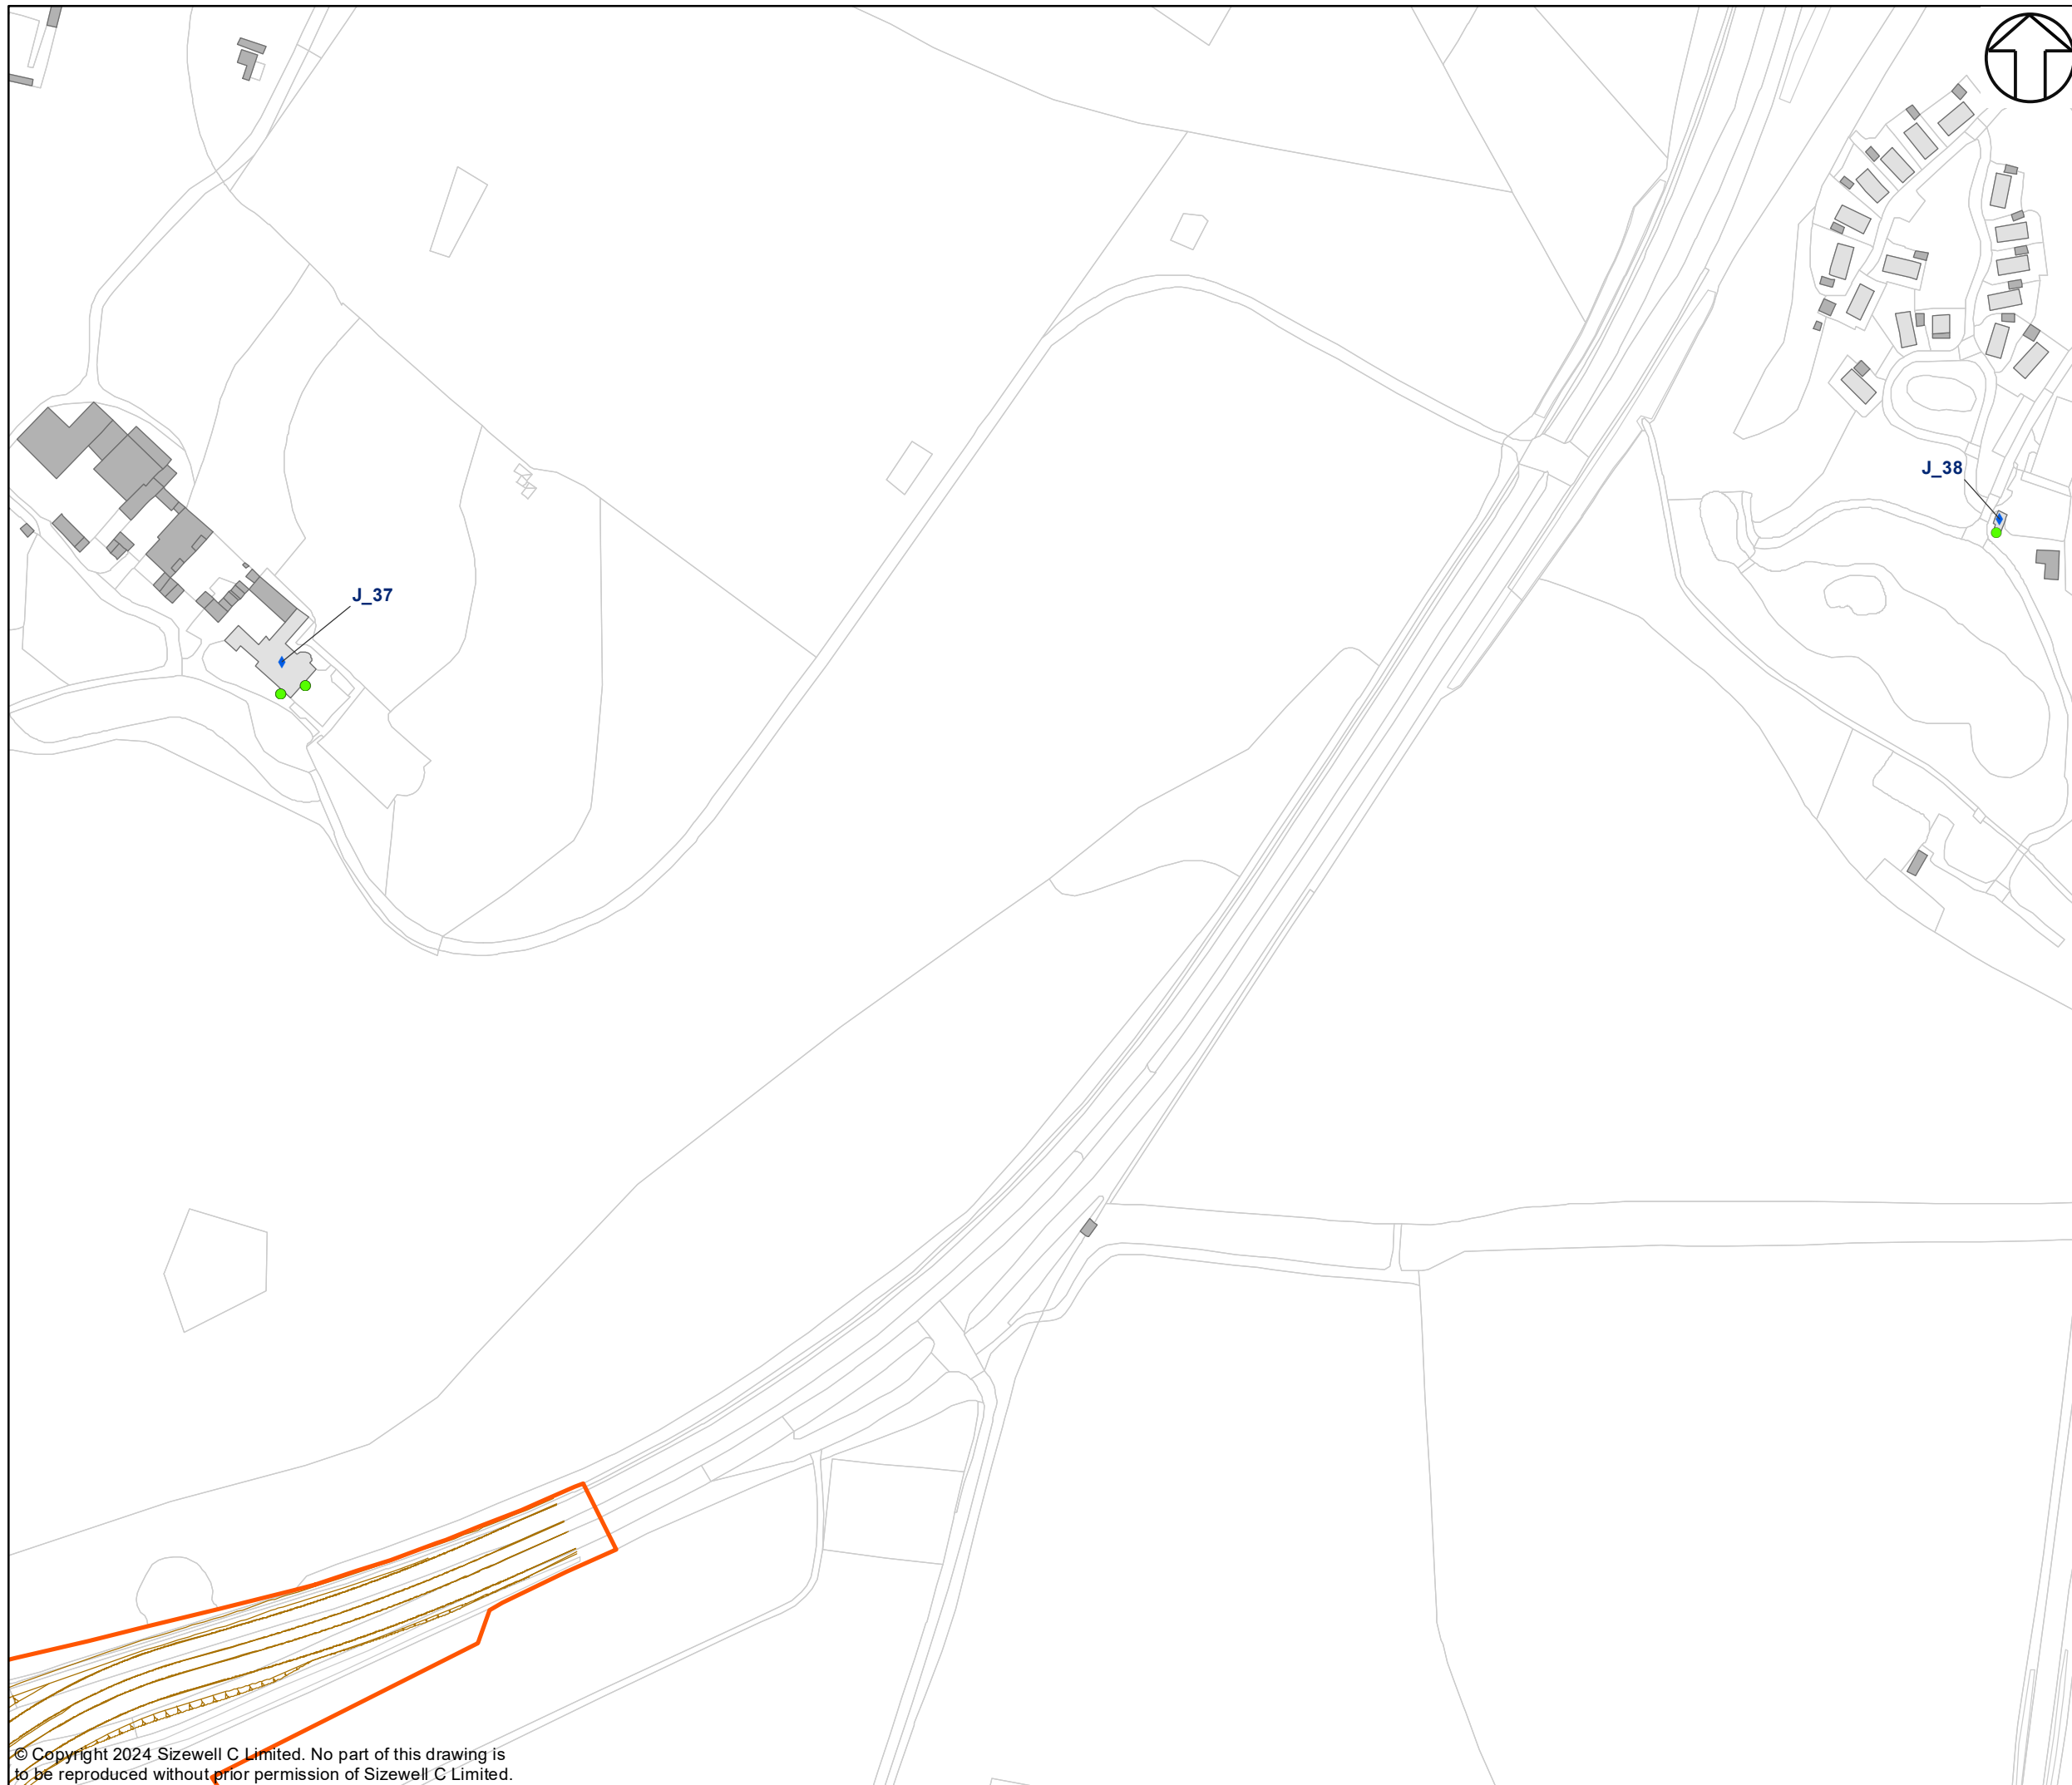 J_38
J_37
© Copyright 2024 Sizewell C Limited. No part of this drawing is
to be reproduced without prior permission of Sizewell C Limited.